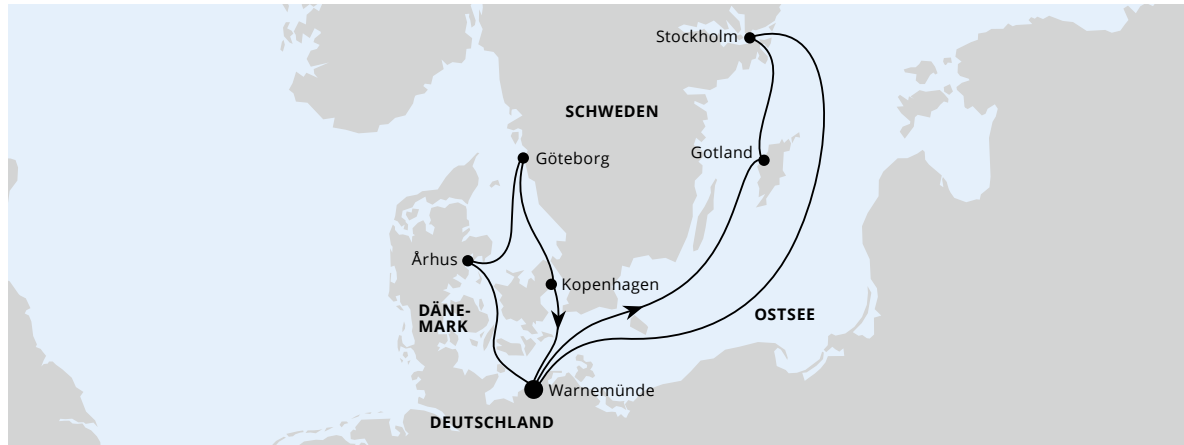 Stockholm
SCHWEDEN
Gotland
Göteborg
Århus
Kopenhagen
DÄNE-
MARK
OSTSEE
Warnemünde
DEUTSCHLAND